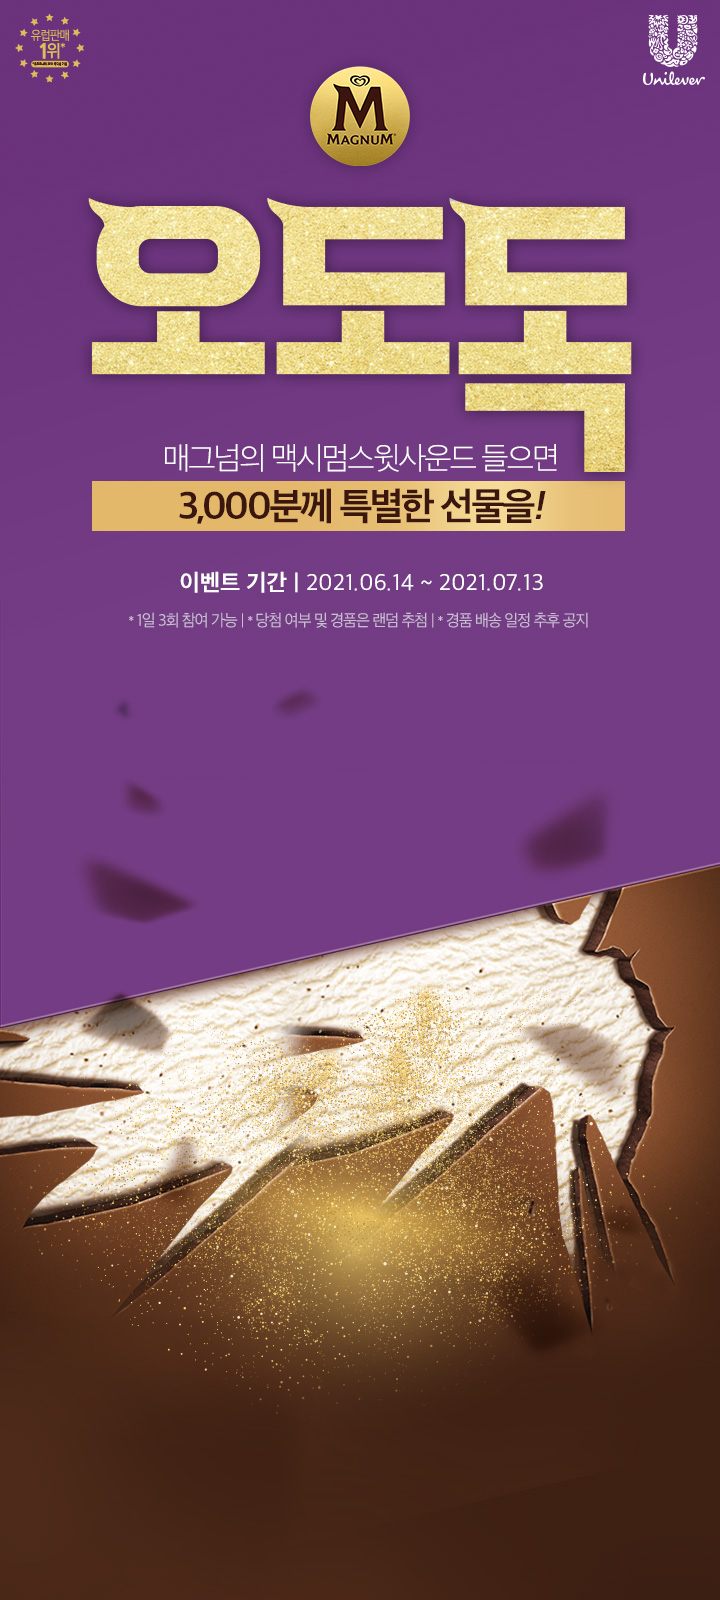 유럽판매
1위*
Unilever
M
MAGNUM
오도독
매그넘의 맥시멈스윗사운드 들으면
3,000분께 특별한 선물을!
이벤트 기간 | 2021.06.14 ~ 2021.07.13
* 1일 3회 참여 가능 | * 당첨 여부 및 경품은 랜덤 추첨 | * 경품 배송 일정 추후 공지